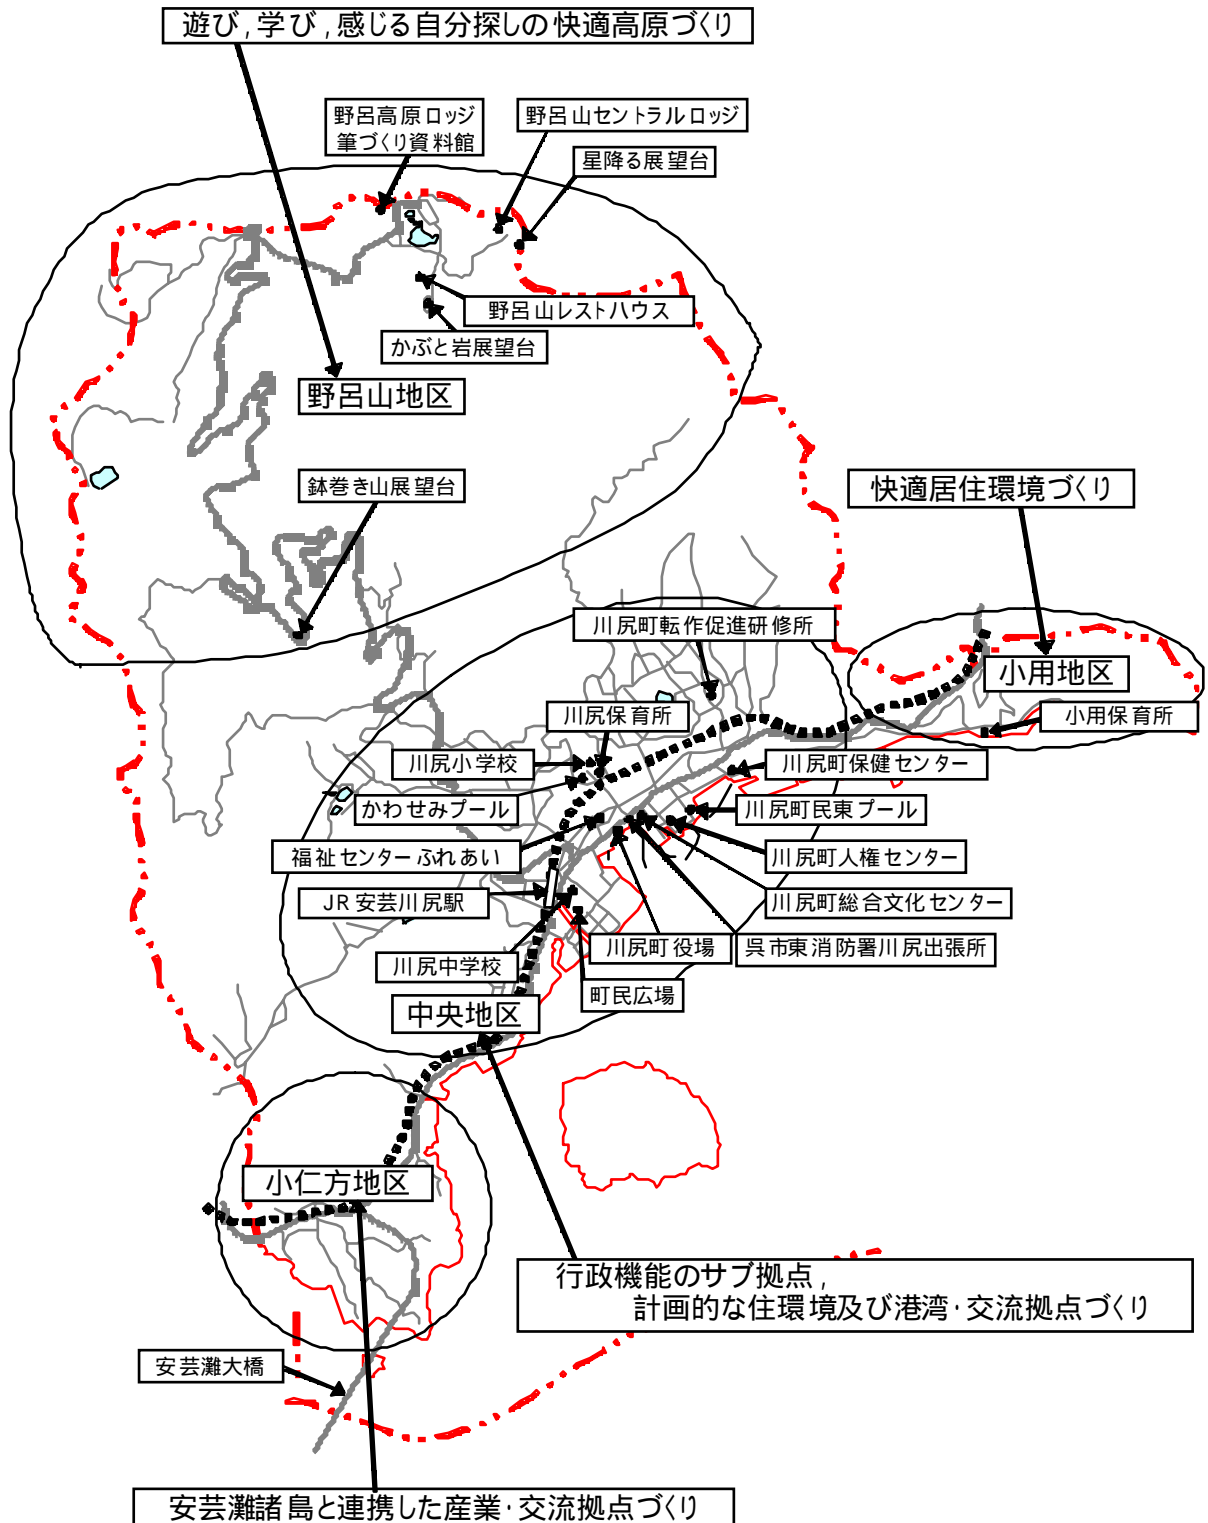 遊び,学び,感じる自分探しの快適高原づくり
野呂高原ロッジ
筆づくり資料館
野呂山セントラルロッジ
星降る展望台
野呂山レストハウス
かぶと岩展望台
野呂山地区
鉢巻き山展望台
快適居住環境づくり
川尻町転作促進研修所
小用地区
川尻保育所
小用保育所
川尻小学校
川尻町保健センター
かわせみプール
川尻町民東プール
福祉センターふれあい
川尻町人権センター
JR安芸川尻駅
川尻町総合文化センター
川尻中学校
川尻町役場
呉市東消防署川尻出張所
町民広場
中央地区
小仁方地区
行政機能のサブ拠点,
計画的な住環境及び港湾・交流拠点づくり
安芸灘大橋
安芸灘諸島と連携した産業・交流拠点づくり